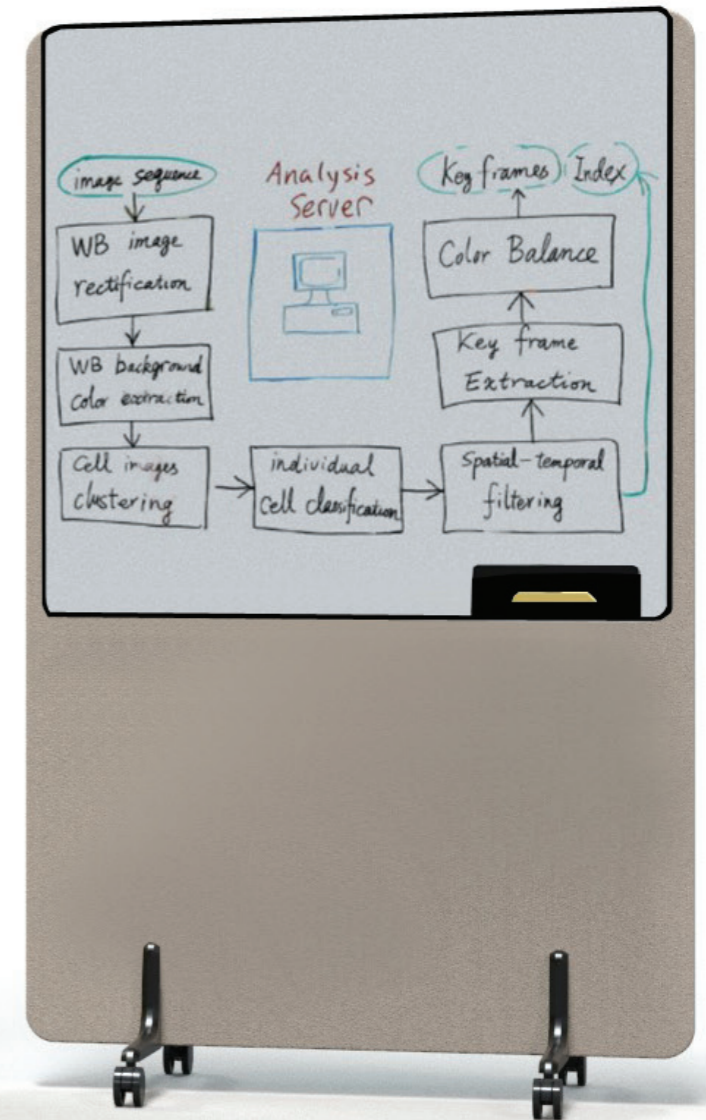 image sequence
WB image
rectification
WB background
color extraction
Cell images
clustering
Analysis
Server
individual
Cell classification
Key frames
Index
Color Balance
Key frame
Extraction
Spatial-temporal
filtering